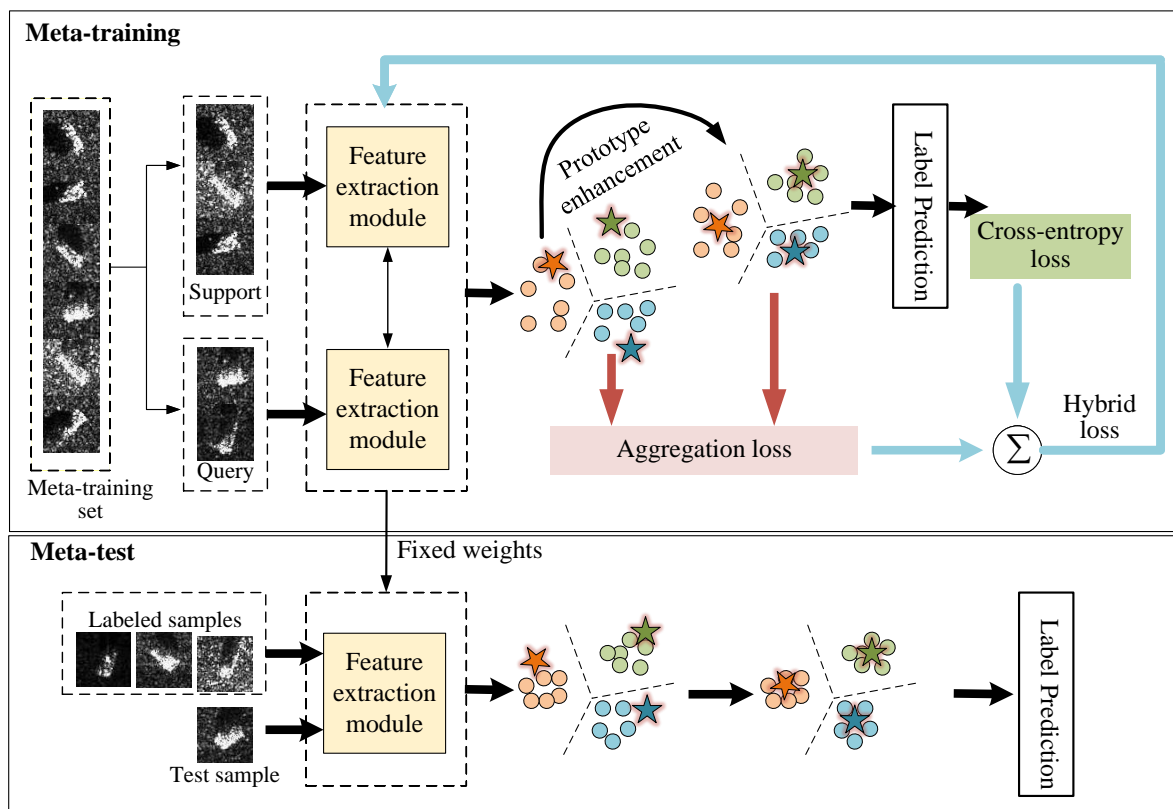 Meta-training
Feature
extraction
module
Prototype
enhancement
Label Prediction
Cross-entropy
loss
Support
Feature
extraction
module
Query
Meta-training
set
Aggregation loss
Σ
Hybrid
loss
Meta-test
Fixed weights
Labeled samples
Feature
extraction
module
Test sample
Label Prediction